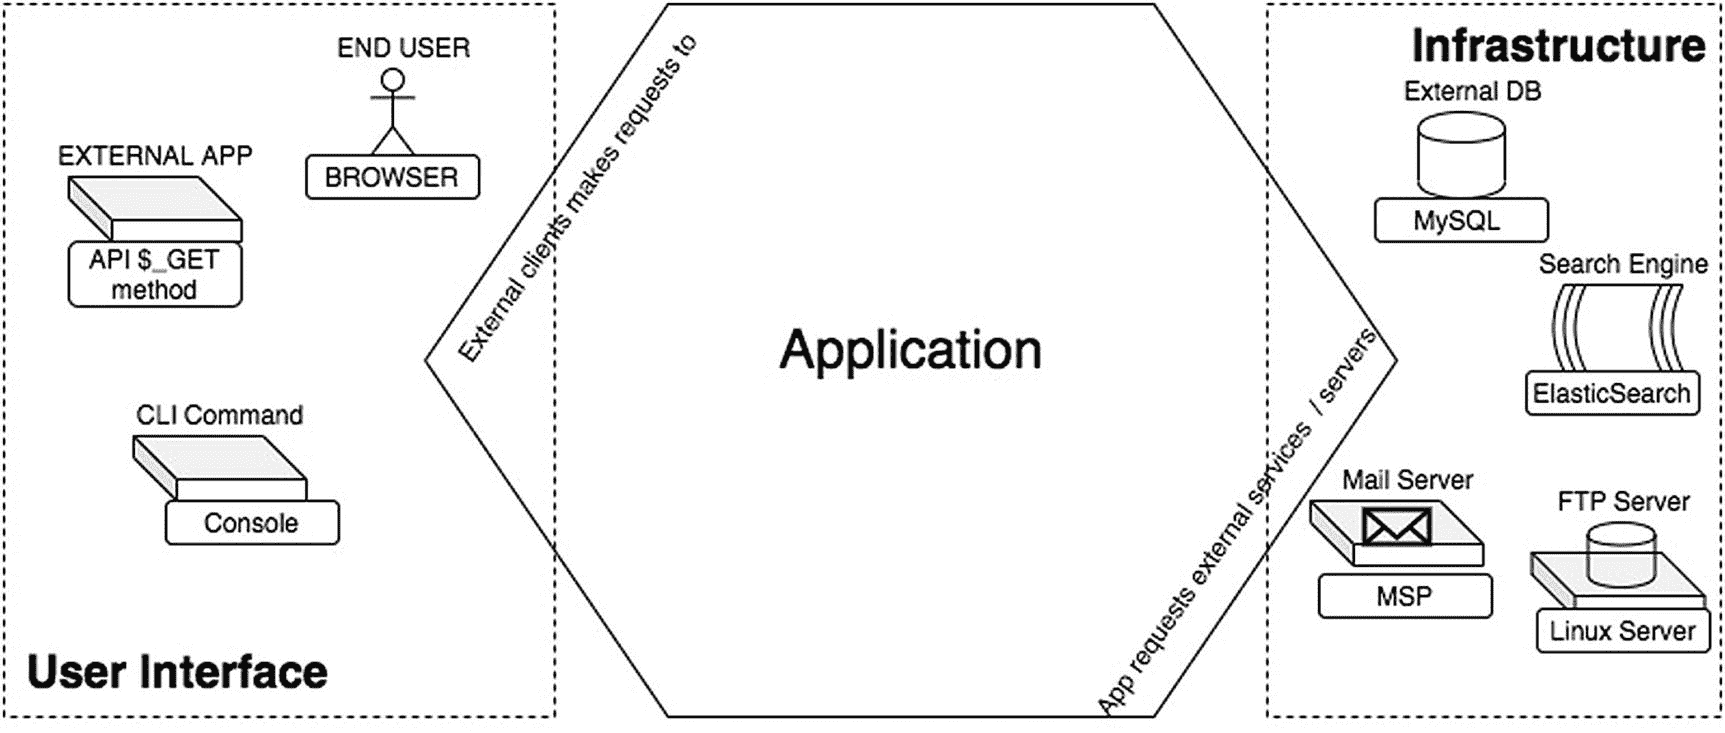 END USER
BROWSER
EXTERNAL APP
API $_GET
method
CLI Command
Console
User Interface
External clients makes requests to
Application
App requests external services / servers
Infrastructure
External DB
MySQL
Search Engine
ElasticSearch
Mail Server
MSP
FTP Server
Linux Server